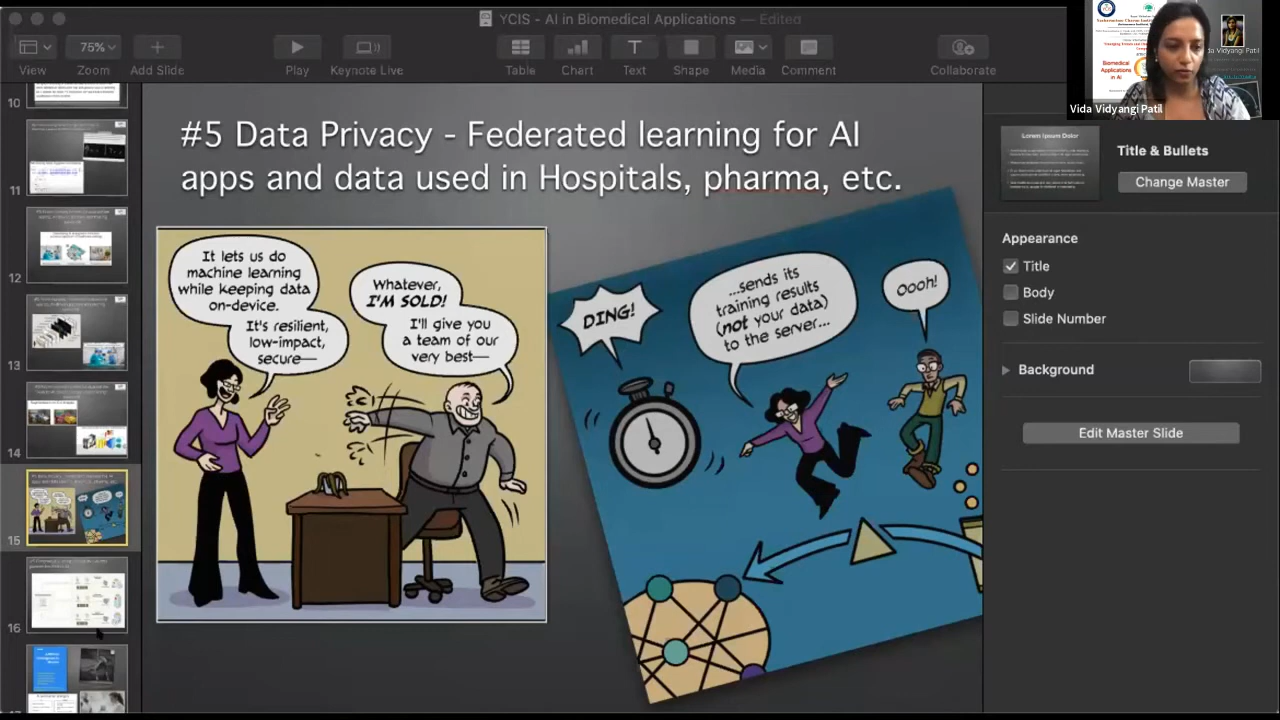 YCIS - AI in Biomedical Applications — Edited
75%
View
Zoom
Add Slide
Play
Keynote Live
Table
Chart
Text
Shape
Media
Comment
Collaborate
Biomedical
Applications
in AI
Vida Vidyangi Patil
10
11
12
13
14
15
16
#5 Data Privacy - Federated learning for AI
apps and data used in Hospitals, pharma, etc.
It lets us do
machine learning
while keeping data
on-device.
It's resilient,
low-impact,
secure—
Whatever,
I'M SOLD!
I'll give you
a team of our
very best—
DING!
...sends its
training results
(not your data)
to the server...
Oooh!
Lorem Ipsum Dolor
Title & Bullets
Change Master
Appearance
Title
Body
Slide Number
Background
Edit Master Slide